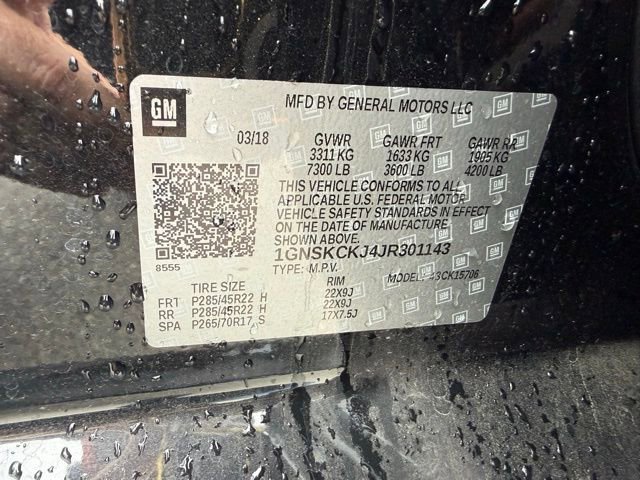 GM
MFD BY GENERAL MOTORS LLC
03/18 GVWR GAWR FRT GAWR RR
3311 KG 1633 KG 1905 KG
7300 LB 3600 LB 4200 LB
THIS VEHICLE CONFORMS TO ALL
APPLICABLE U.S. FEDERAL MOTOR
VEHICLE SAFETY STANDARDS IN EFFECT
ON THE DATE OF MANUFACTURE
SHOWN ABOVE.
8555
1GNSKCKJ4JR301143
TYPE: M.P.V. MODEL: CK15706
TIRE SIZE RIM
FRT P285/45R22 H 22X9J
RR P285/45R22 H 22X9J
SPA P265/70R17 S 17X7.5J